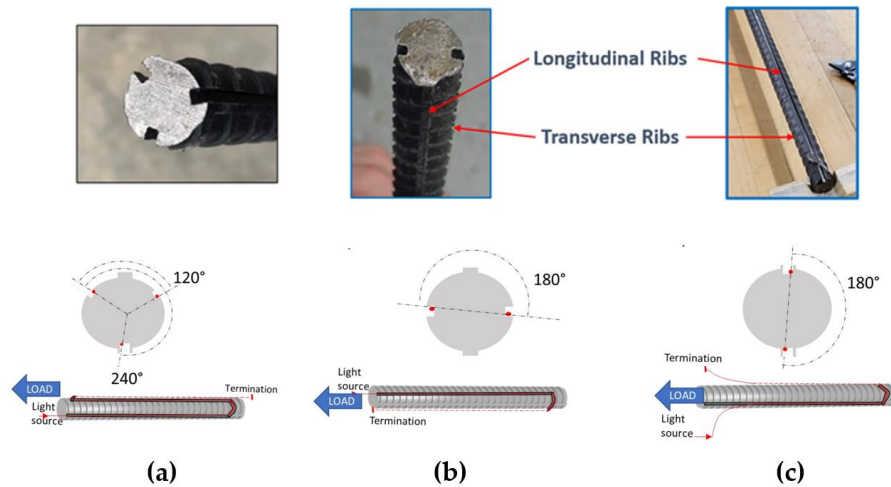 Longitudinal Ribs
Transverse Ribs
120°
240°
LOAD
Light
source
Termination
180°
Light
source
LOAD
Termination
180°
Termination
LOAD
Light
source
(a)
(b)
(c)